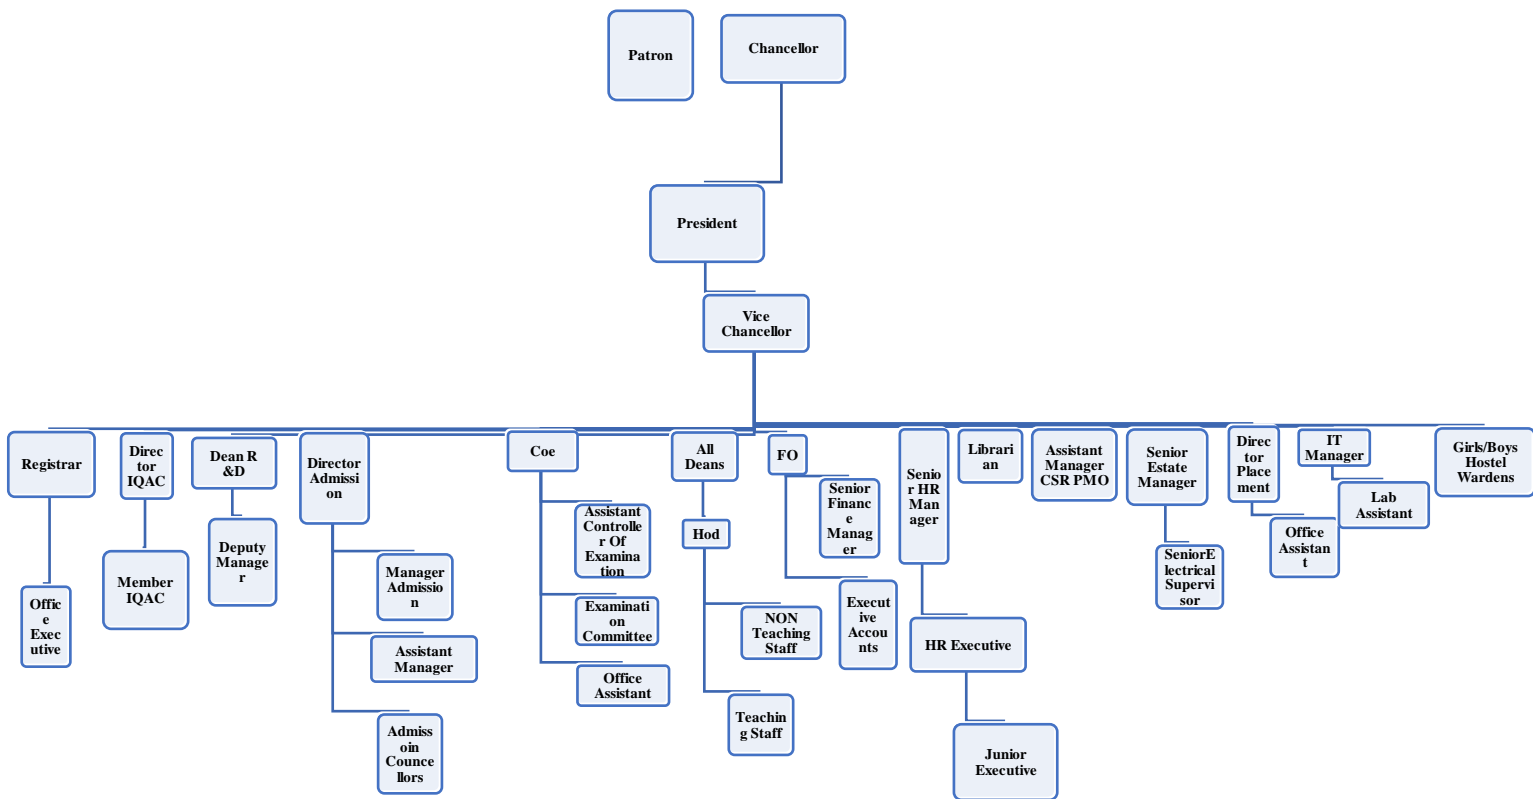 Patron
Chancellor
President
Vice
Chancellor
Registrar
Direc
tor
IQAC
Dean R
&D
Director
Admissi
on
Coe
All
Deans
FO
Senio
r HR
Man
ager
Librari
an
Assistant
Manager
CSR PMO
Senior
Estate
Manager
Direc
tor
Place
ment
IT
Manager
Girls/Boys
Hostel
Wardens
Offic
e
Exec
utive
Member
IQAC
Deputy
Manage
r
Manager
Admissio
n
Assistant
Manager
Admiss
oin
Counce
llors
Assistant
Controlle
r Of
Examina
tion
Examinati
on
Committee
Office
Assistant
Hod
NON
Teaching
Staff
Teachin
g Staff
Senior
Financ
e
Manag
er
Execut
ive
Accou
nts
HR Executive
Junior
Executive
SeniorE
lectrical
Supervi
sor
Office
Assistan
t
Lab
Assistant